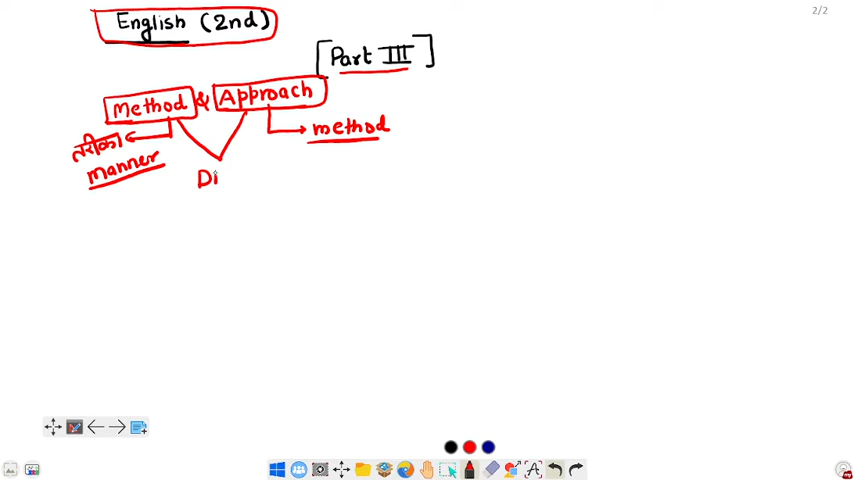 2/2
English (2nd)
[Part III]
Method & Approach
तरीका method
manner
Di